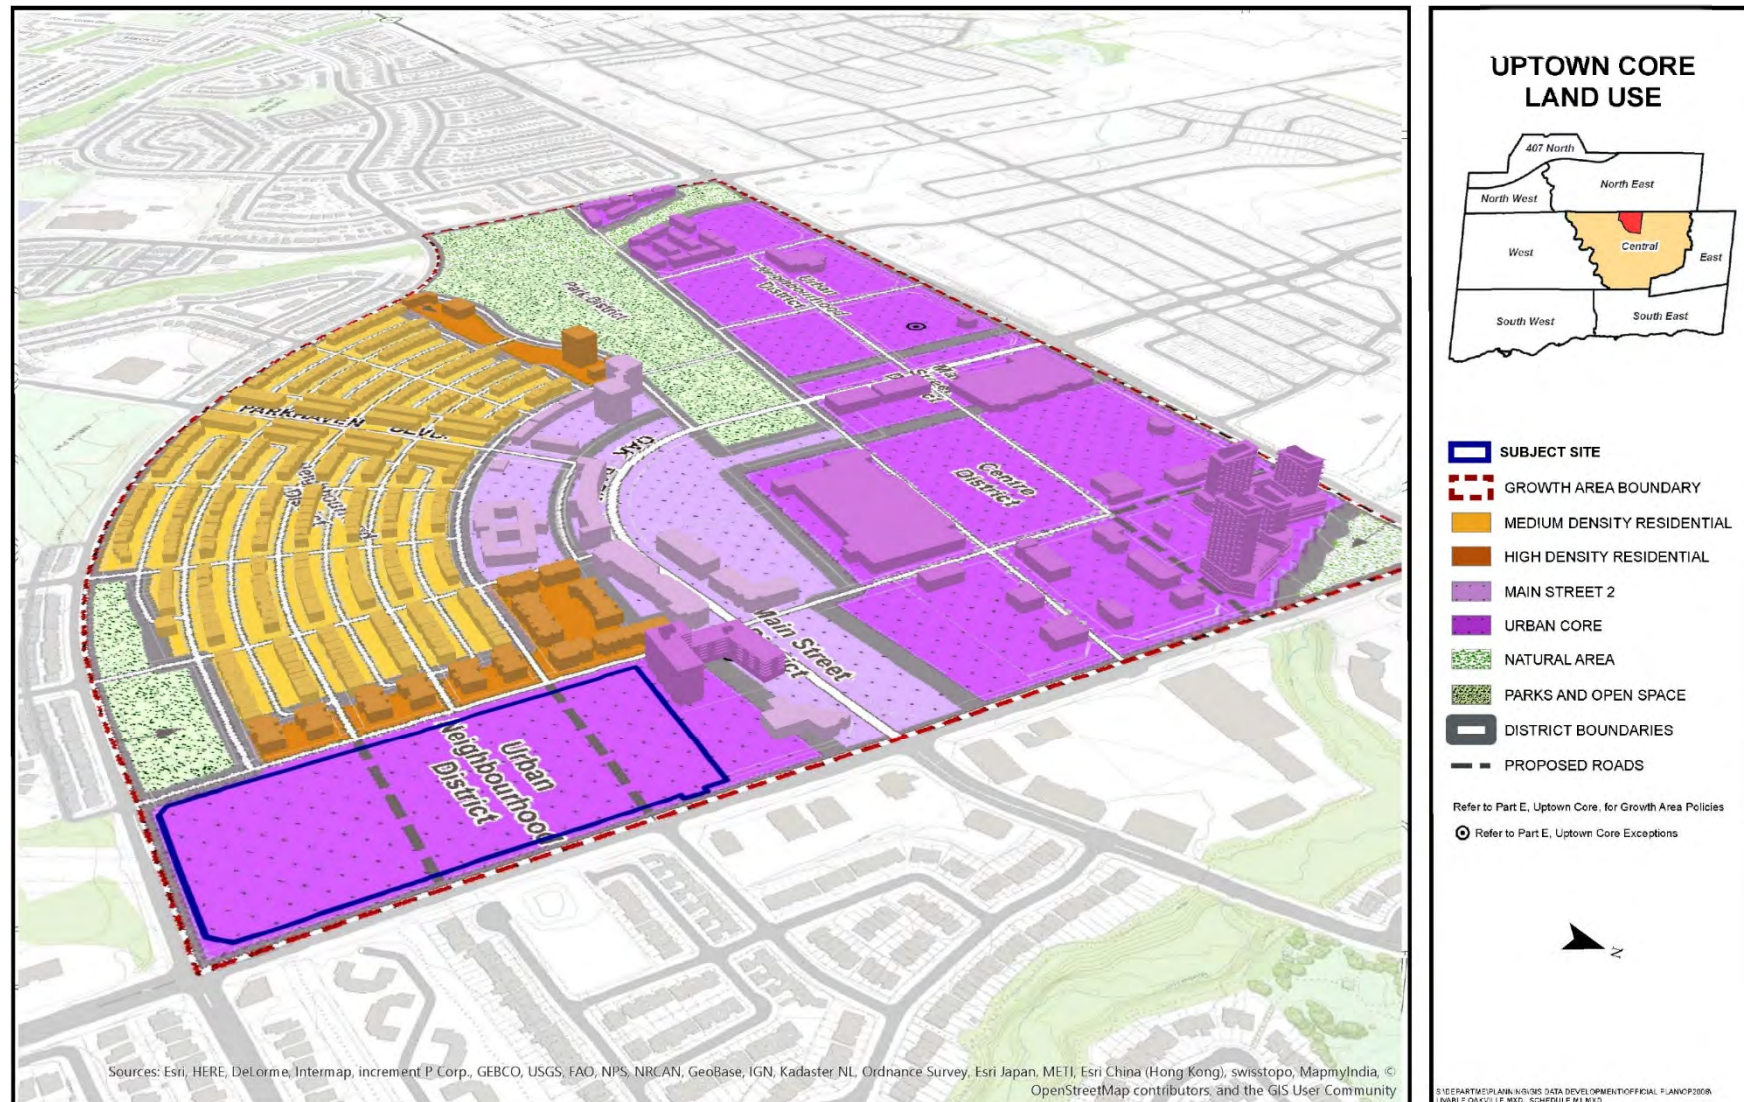 UPTOWN CORE
LAND USE
407 North
North East
North West
West
Central
East
South West
South East
SUBJECT SITE
GROWTH AREA BOUNDARY
MEDIUM DENSITY RESIDENTIAL
HIGH DENSITY RESIDENTIAL
MAIN STREET 2
URBAN CORE
NATURAL AREA
PARKS AND OPEN SPACE
DISTRICT BOUNDARIES
PROPOSED ROADS
Refer to Part E, Uptown Core, for Growth Area Policies
Refer to Part E, Uptown Core Exceptions
N
Park District
Urban
Neighbourhood
District
Centre
District
PARKHAVEN BLVD.
OAK
Main Street
Urban
Neighbourhood
District
Sources: Esri, HERE, DeLorme, Intermap, increment P Corp., GEBCO, USGS, FAO, NPS, NRCAN, GeoBase, IGN, Kadaster NL, Ordnance Survey, Esri Japan, METI, Esri China (Hong Kong), swisstopo, MapmyIndia, ©
OpenStreetMap contributors, and the GIS User Community